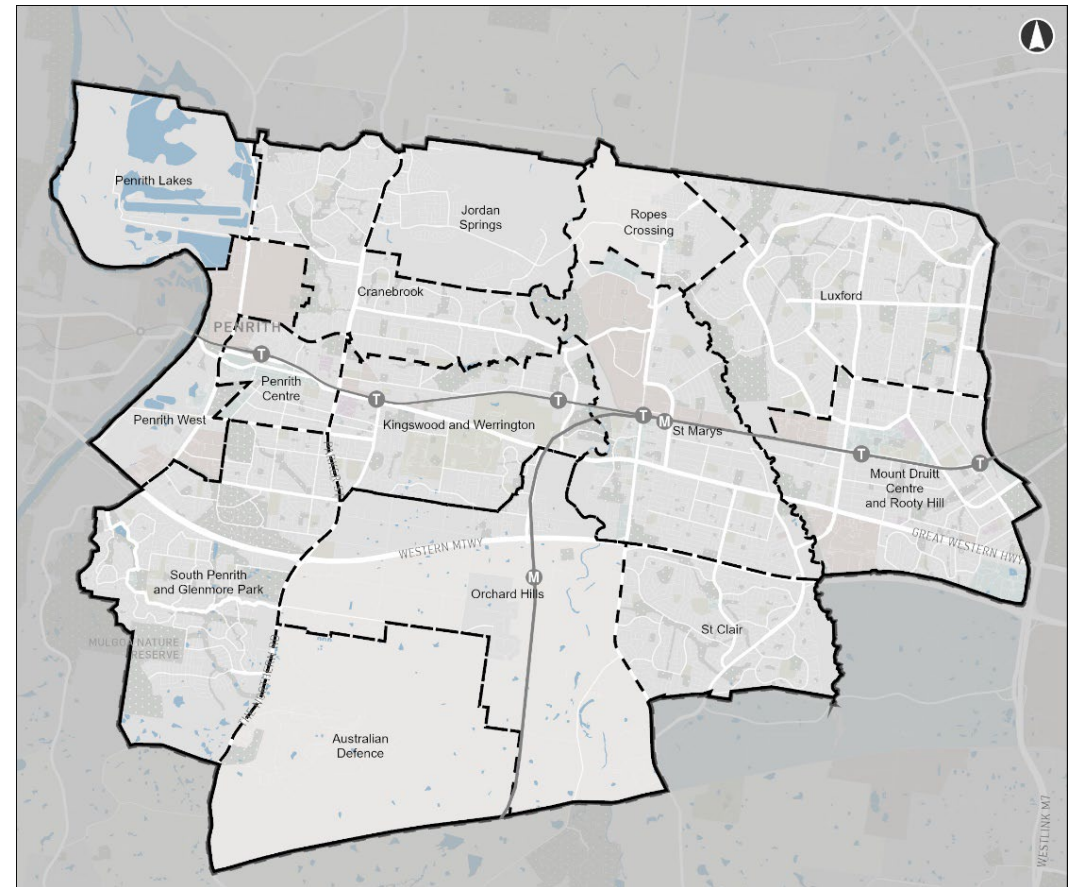 Penrith Lakes
Jordan
Springs
Ropes
Crossing
Cranebrook
Luxford
PENRITH
T
Penrith
Centre
T
T
Penrith West
Kingswood and Werrington
T
M
St Marys
T
T
Mount Druitt
Centre
and Rooty Hill
GREAT WESTERN HWY
WESTERN MTWY
South Penrith
and Glenmore Park
M
Orchard Hills
St Clair
MULGOA NATURE
RESERVE
Australian
Defence
WESTLINK M7